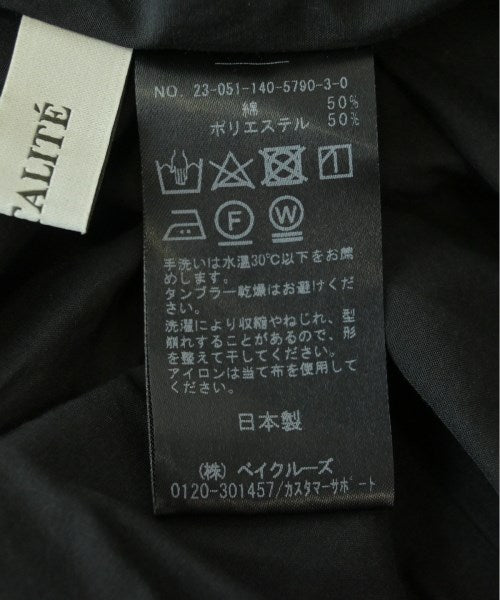 ALITÉ
NO. 23-051-140-5790-3-0
綿 50%
ポリエステル 50%
F W
手洗いは水温30℃以下をお薦
めします。
タンブラー乾燥はお避けくだ
さい。
洗濯により収縮やねじれ、型
崩れすることがあるので、形
を整えて干してください。
アイロンは当て布を使用して
ください。
日本製
(株)ベイクルーズ
0120-301457/カスタマーサポート